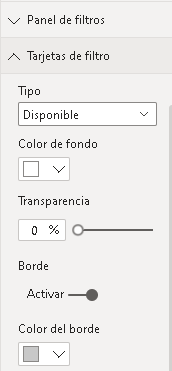 Panel de filtros
Tarjetas de filtro
Tipo
Disponible
Color de fondo
Transparencia
0 %
Borde
Activar
Color del borde